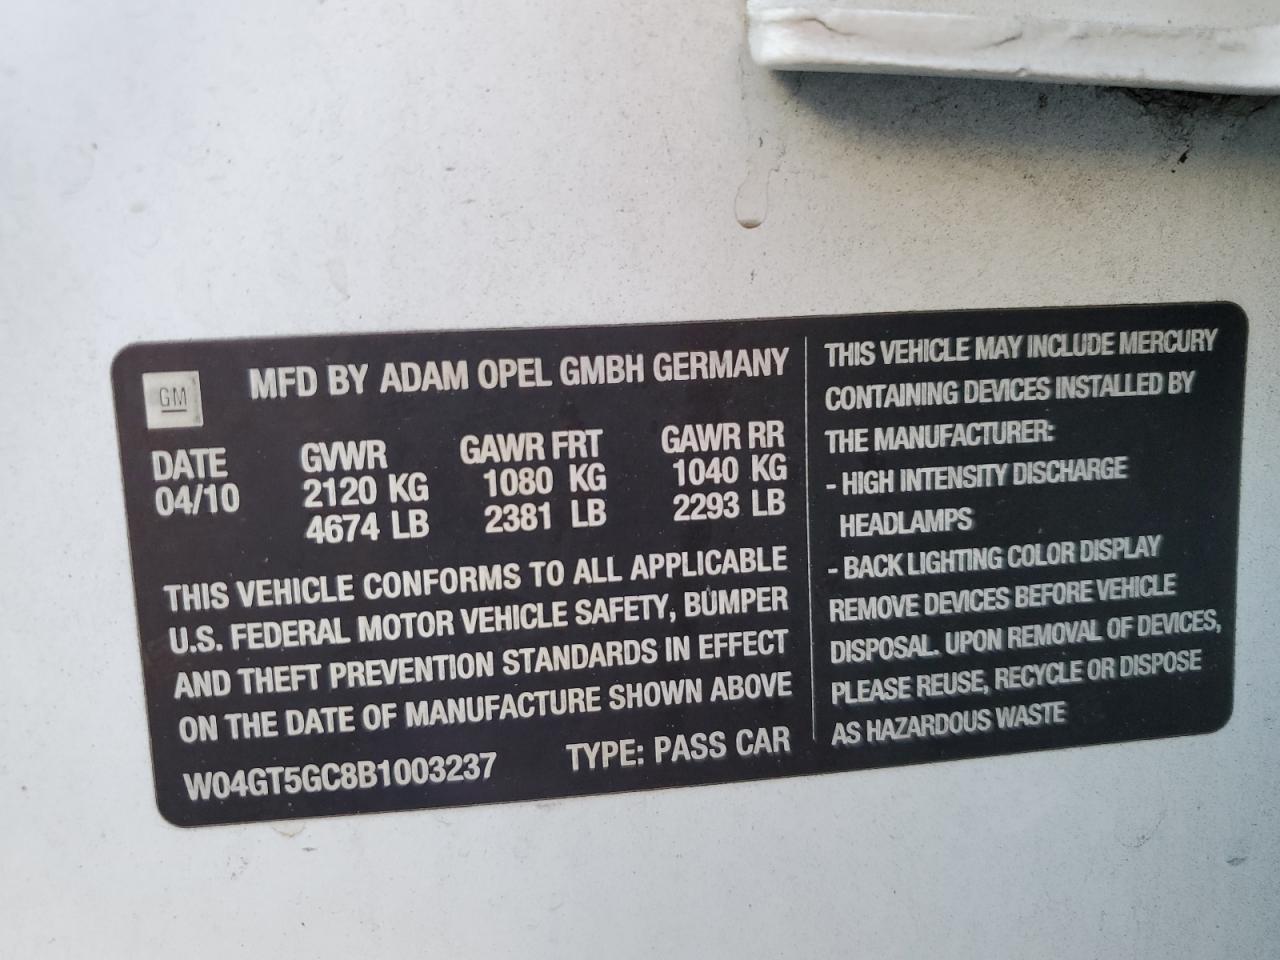 GM
MFD BY ADAM OPEL GMBH GERMANY
DATE GVWR GAWR FRT GAWR RR
04/10 2120 KG 1080 KG 1040 KG
4674 LB 2381 LB 2293 LB
THIS VEHICLE CONFORMS TO ALL APPLICABLE
U.S. FEDERAL MOTOR VEHICLE SAFETY, BUMPER
AND THEFT PREVENTION STANDARDS IN EFFECT
ON THE DATE OF MANUFACTURE SHOWN ABOVE
W04GT5GC8B1003237 TYPE: PASS CAR
THIS VEHICLE MAY INCLUDE MERCURY
CONTAINING DEVICES INSTALLED BY
THE MANUFACTURER:
- HIGH INTENSITY DISCHARGE
HEADLAMPS
- BACK LIGHTING COLOR DISPLAY
REMOVE DEVICES BEFORE VEHICLE
DISPOSAL. UPON REMOVAL OF DEVICES,
PLEASE REUSE, RECYCLE OR DISPOSE
AS HAZARDOUS WASTE